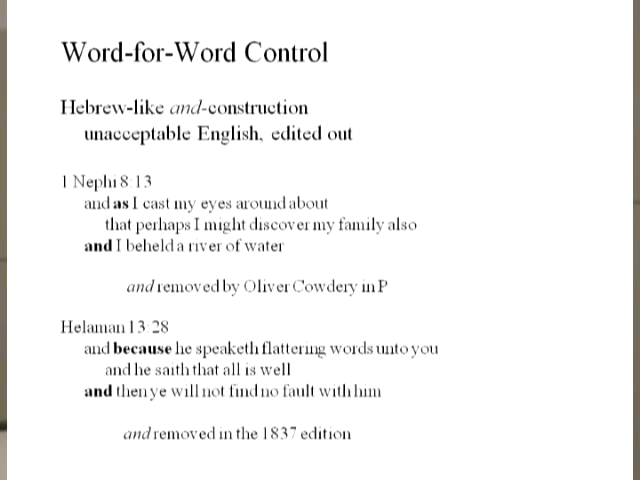 Word-for-Word Control
Hebrew-like and-construction
unacceptable English, edited out
1 Nephi 8:13
and as I cast my eyes around about
that perhaps I might discover my family also
and I beheld a river of water
and removed by Oliver Cowdery in P
Helaman 13:28
and because he speaketh flattering words unto you
and he saith that all is well
and then ye will not find no fault with him
and removed in the 1837 edition